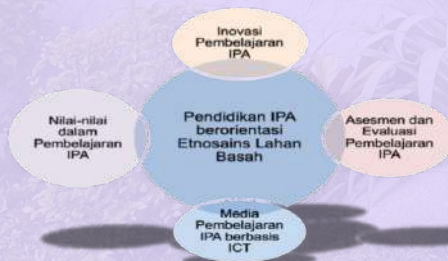 Inovasi
Pembelajaran
IPA
Nilai-nilai
dalam
Pembelajaran
IPA
Pendidikan IPA
berorientasi
Etnosains Lahan
Basah
Asesmen dan
Evaluasi
Pembelajaran
IPA
Media
Pembelajaran
IPA berbasis
ICT